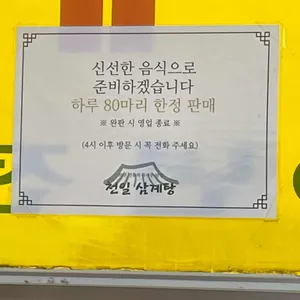 신선한 음식으로
준비하겠습니다
하루 80마리 한정 판매
※ 완판 시 영업 종료 ※
(4시 이후 방문 시 꼭 전화 주세요)
전일 삼계탕